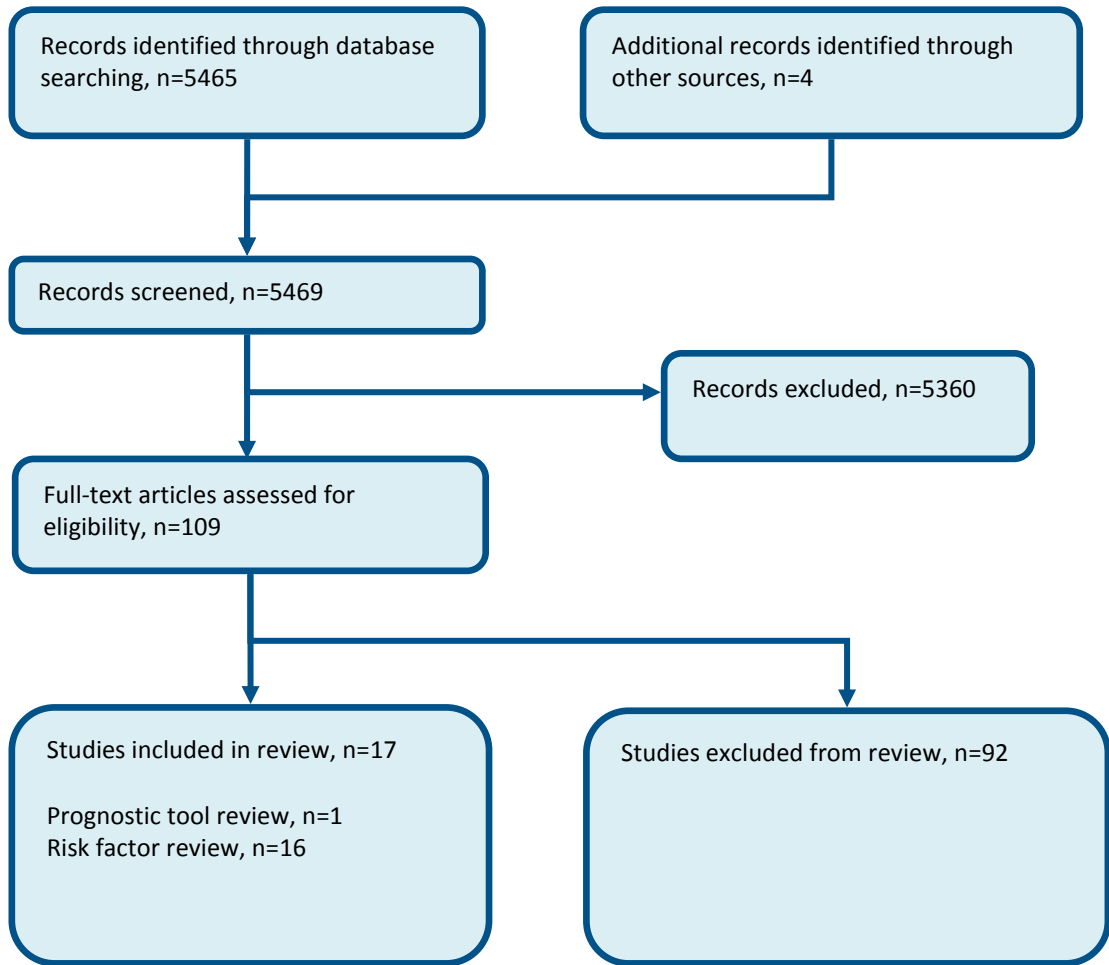 Records identified through database
searching, n=5465
Additional records identified through
other sources, n=4
Records screened, n=5469
Records excluded, n=5360
Full-text articles assessed for
eligibility, n=109
Studies included in review, n=17
Prognostic tool review, n=1
Risk factor review, n=16
Studies excluded from review, n=92